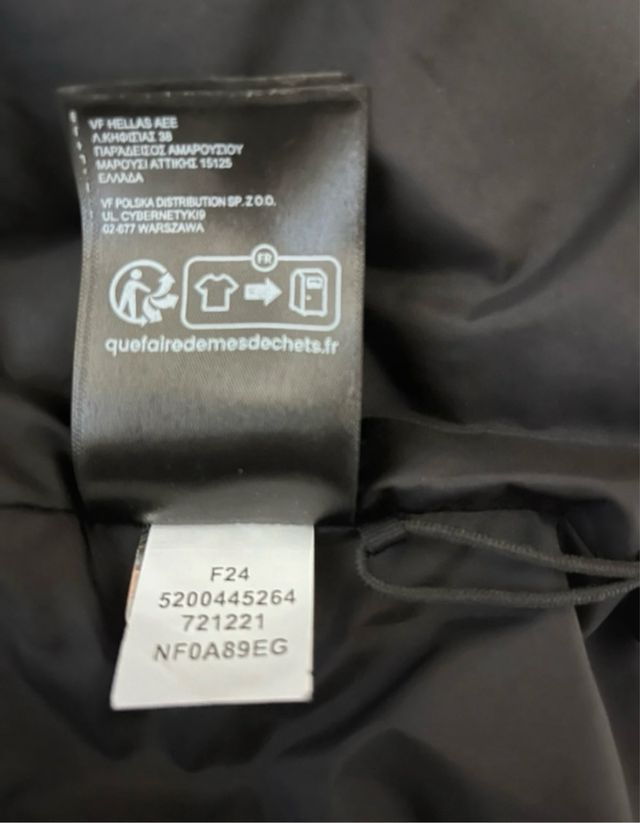 VF HELLAS AEE
Λ.ΚΗΦΙΣΙΑΣ 38
ΠΑΡΑΔΕΙΣΟΣ ΑΜΑΡΟΥΣΙΟΥ
ΜΑΡΟΥΣΙ ΑΤΤΙΚΗΣ 15125
ΕΛΛΑΔΑ
VF POLSKA DISTRIBUTION SP. Z O.O.
UL. CYBERNETYKI9
02-677 WARSZAWA
FR
quefairedemesdechets.fr
F24
5200445264
721221
NF0A89EG